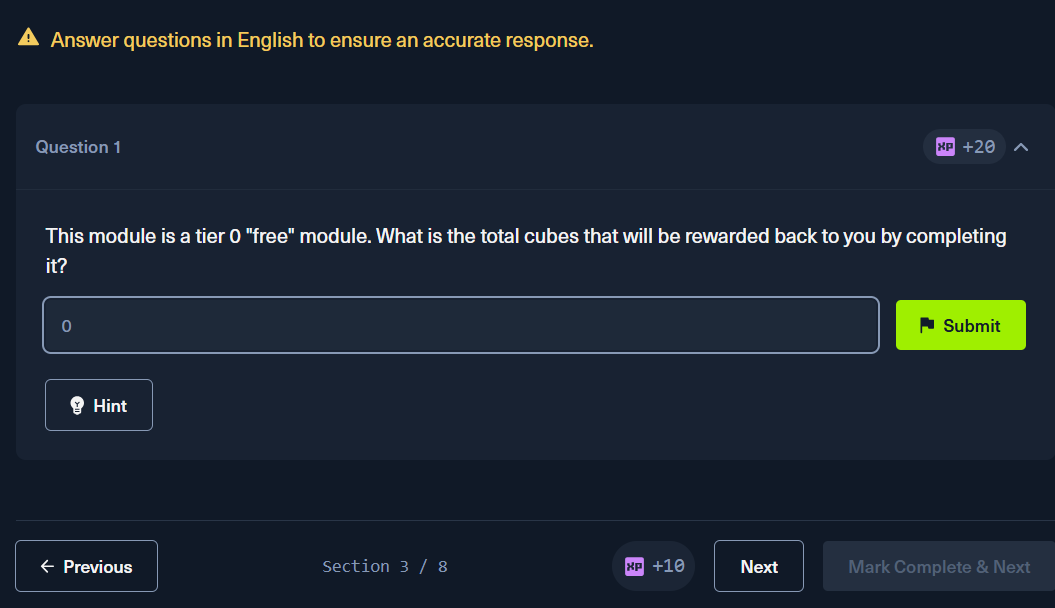 Answer questions in English to ensure an accurate response.
Question 1
XP +20
This module is a tier 0 "free" module. What is the total cubes that will be rewarded back to you by completing
it?
0
Submit
Hint
Previous
Section 3 / 8
XP +10
Next
Mark Complete & Next